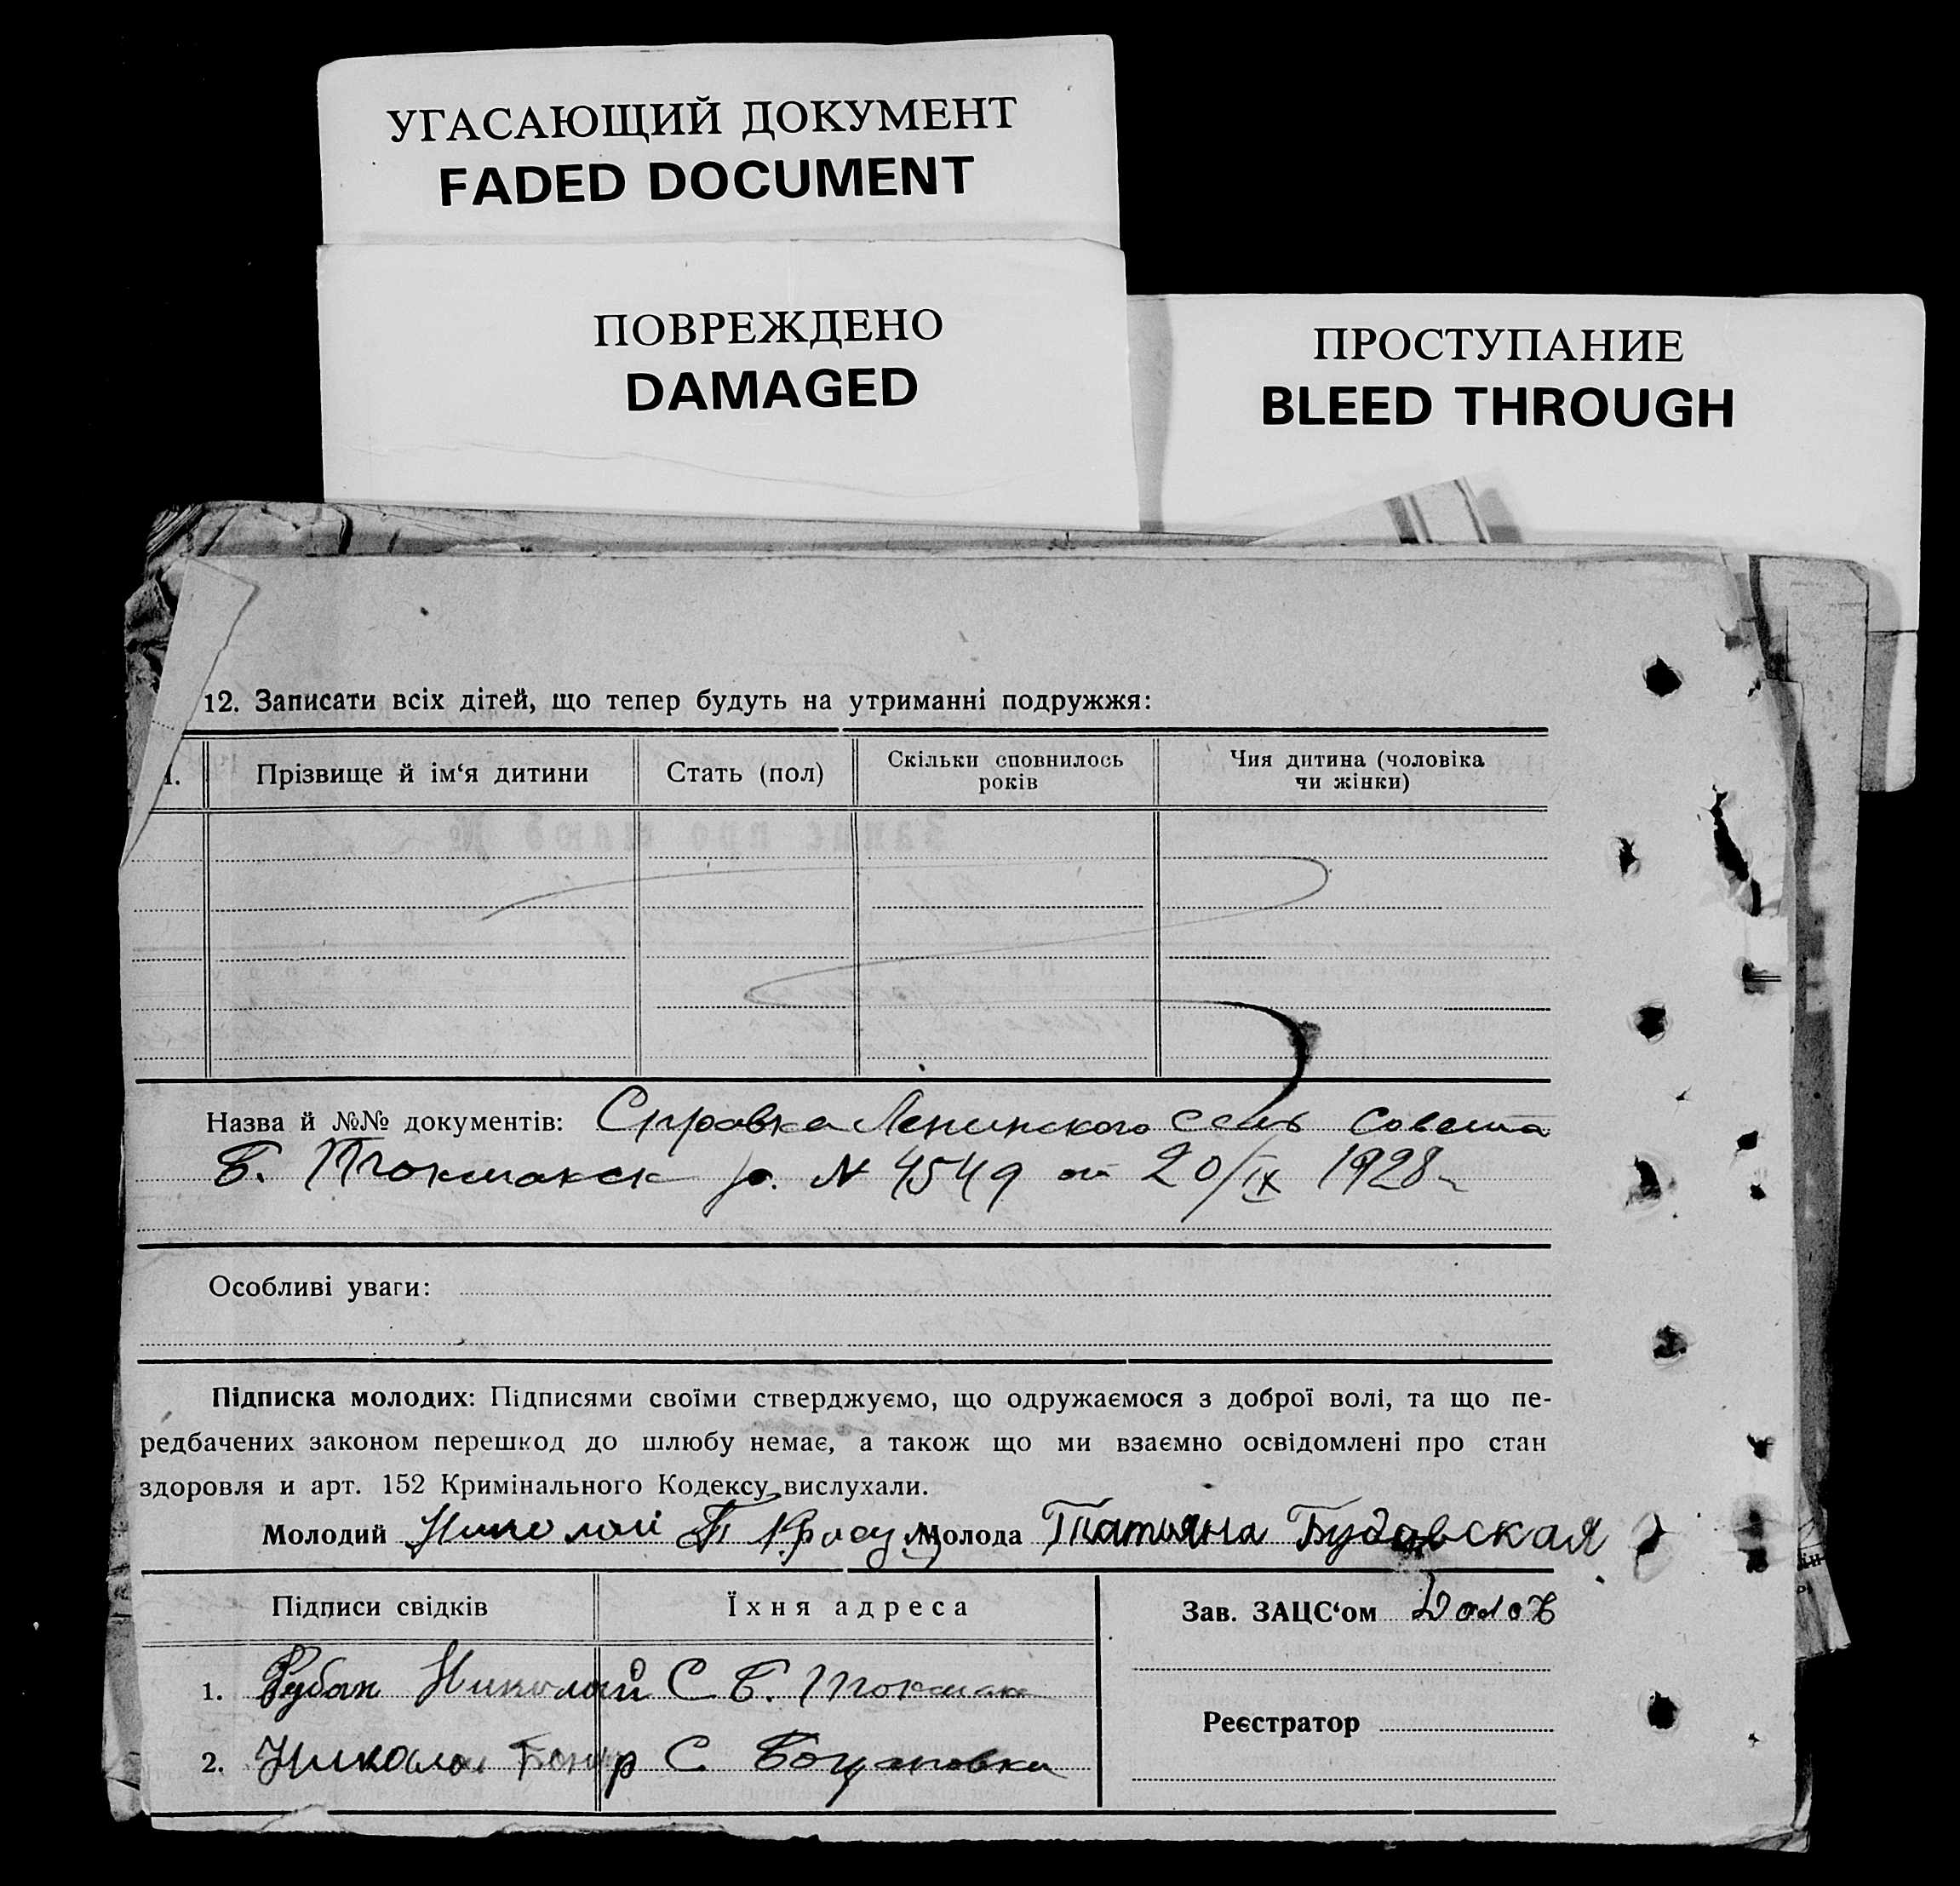 УГАСАЮЩИЙ ДОКУМЕНТ
FADED DOCUMENT
ПОВРЕЖДЕНО
DAMAGED
ПРОСТУПАНИЕ
BLEED THROUGH
12. Записати всіх дітей, що тепер будуть на утриманні подружжя:
Прізвище й ім‘я дитини Стать (пол) Скільки сповнилось років Чия дитина (чоловіка чи жінки)
Назва й №№ документів: Справка Ленинского сель совета
Б. Токмакск р. N 4549 от 20/IX 1928
Особливі уваги:
Підписка молодих: Підписями своїми стверджуємо, що одружаємося з доброї волі, та що пе-
редбачених законом перешкод до шлюбу немає, а також що ми взаємно освідомлені про стан
здоровля и арт. 152 Кримінального Кодексу вислухали.
Молодий Николай Молода Татьяна Будавская
Підписи свідків Їхня адреса Зав. ЗАЦС‘ом
1. Рубан Николай С Б. Токмак
Реєстратор
2. Никола С.